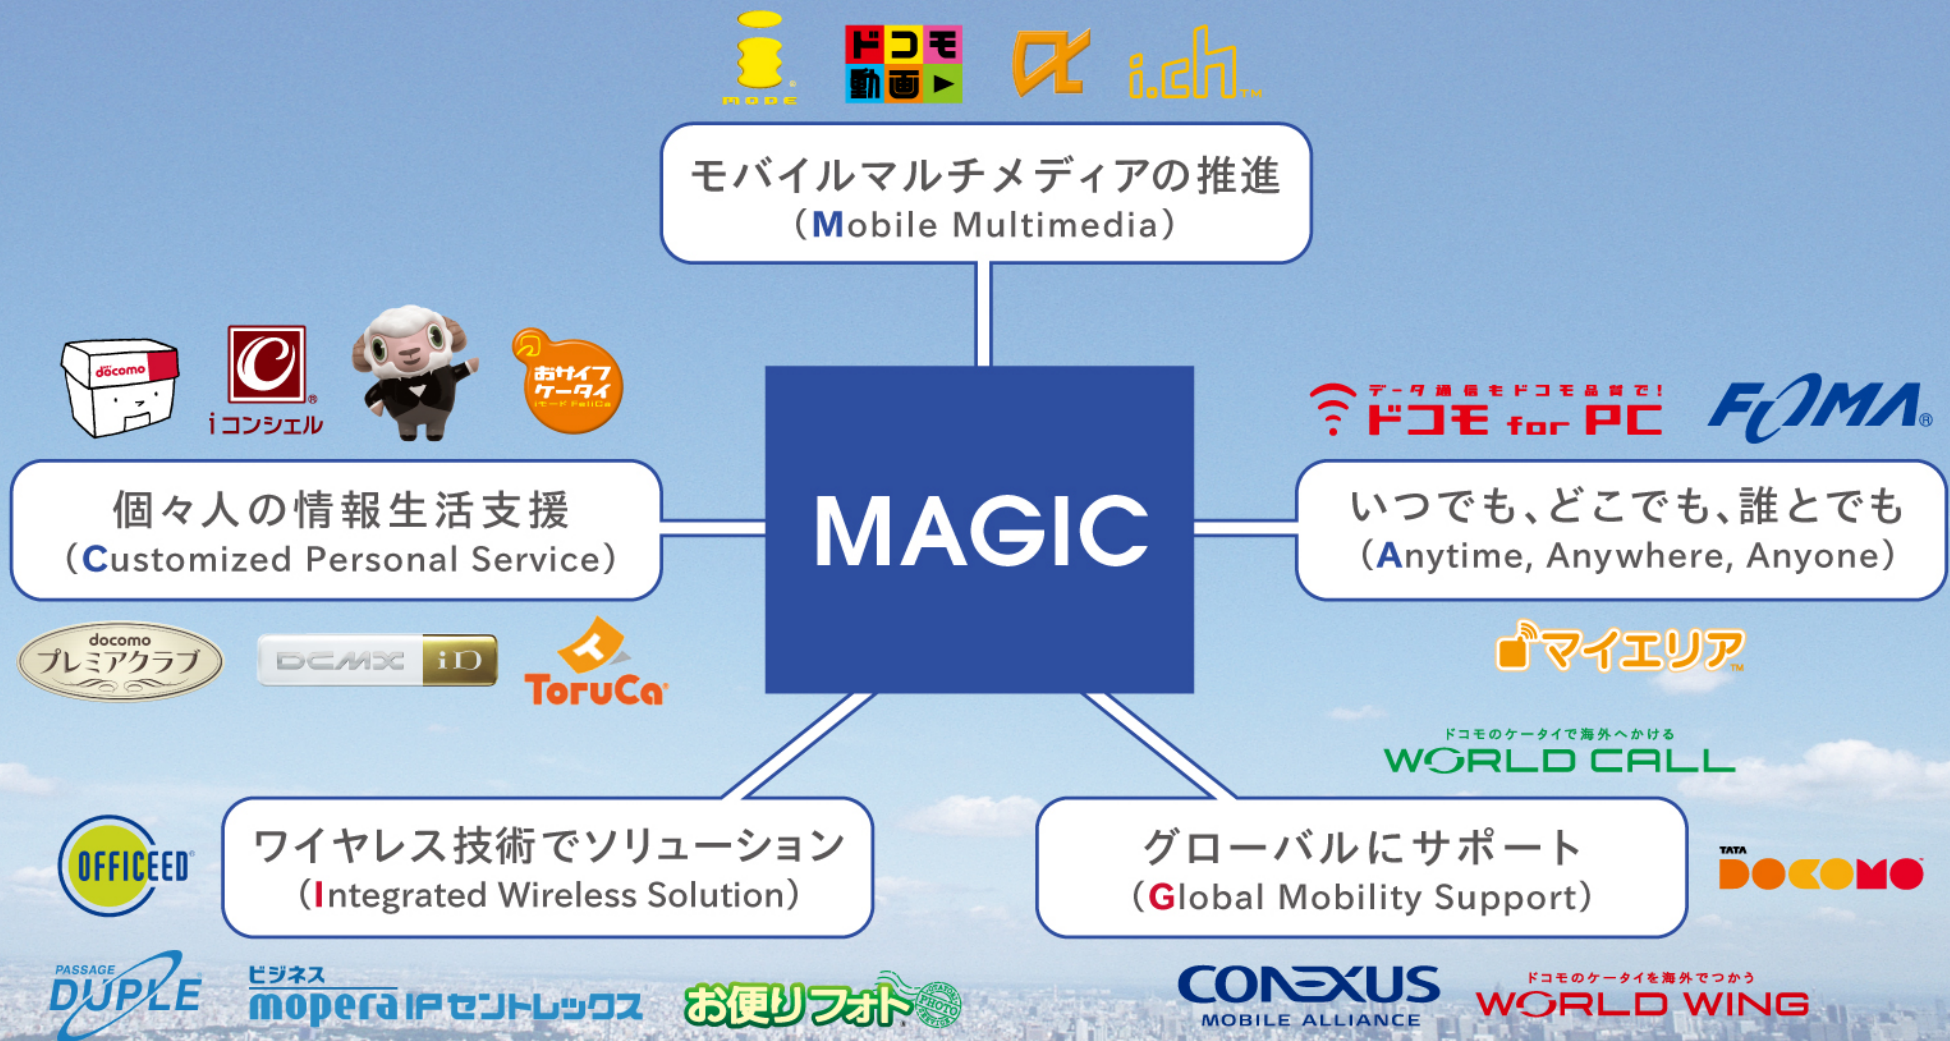 MODE ®
ドコモ
動画
α
i.ch™
モバイルマルチメディアの推進
（Mobile Multimedia）
docomo
iコンシェル ®
おサイフ
ケータイ
iモード FeliCa
データ通信もドコモ品質で！
ドコモ for PC
FOMA®
個々人の情報生活支援
（Customized Personal Service）
MAGIC
いつでも、どこでも、誰とでも
（Anytime, Anywhere, Anyone）
docomo
プレミアクラブ
DCMX iD
ToruCa®
マイエリア™
ドコモのケータイで海外へかける
WORLD CALL
OFFICEED
ワイヤレス技術でソリューション
（Integrated Wireless Solution）
グローバルにサポート
（Global Mobility Support）
TATA
DOCOMO
PASSAGE
DUPLE
ビジネス
mopera IPセントレックス
お便りフォト
CONEXUS
MOBILE ALLIANCE
ドコモのケータイを海外でつかう
WORLD WING